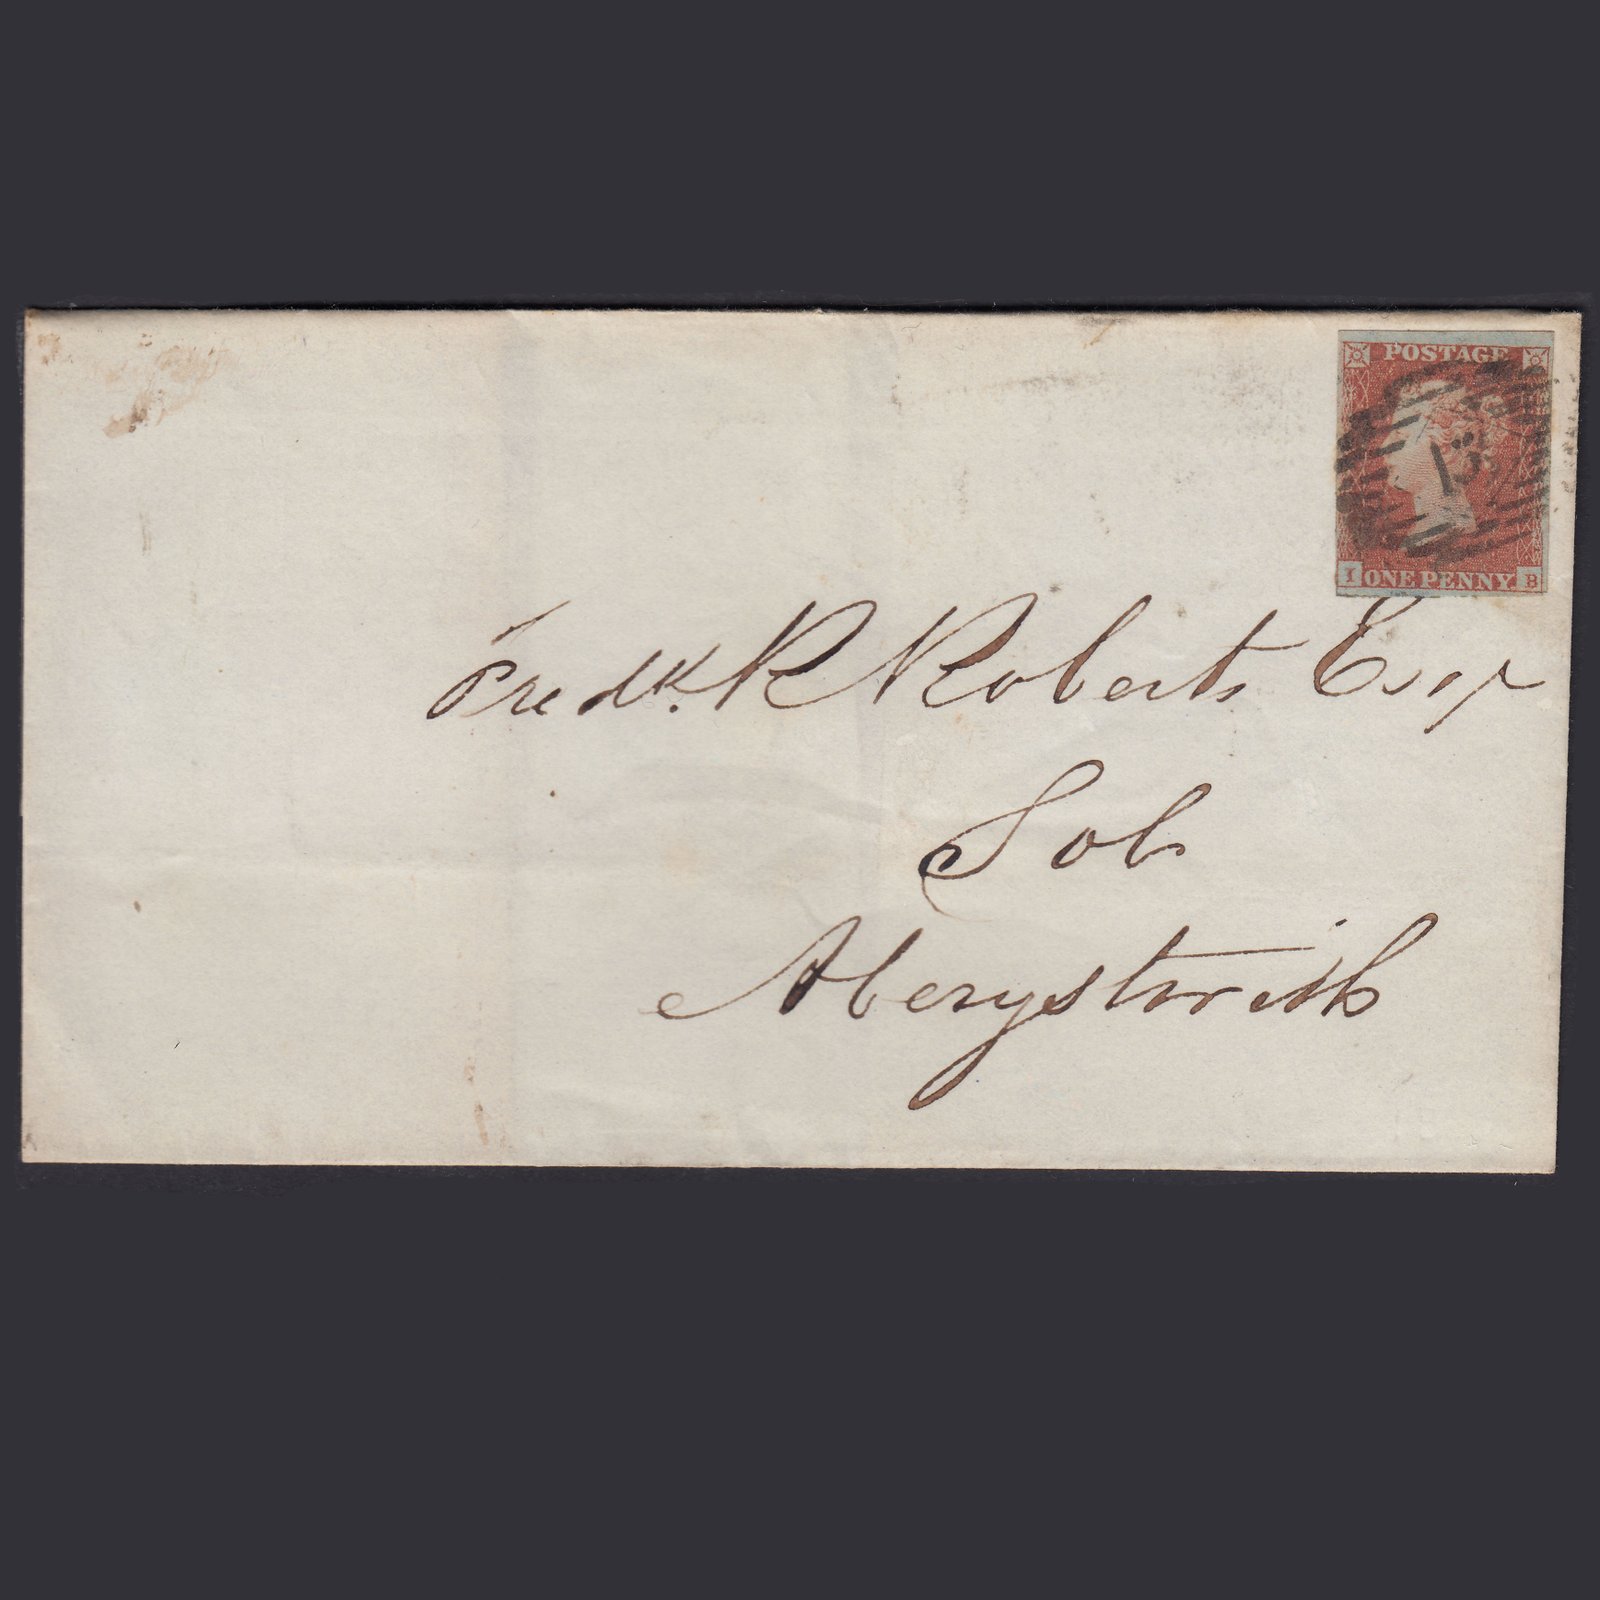 POSTAGE
I ONE PENNY B
Fredk. R Roberts Esqr
Sol
Aberystwith